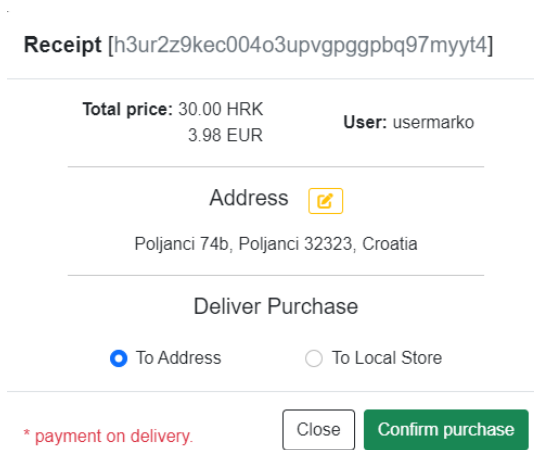 Receipt [h3ur2z9kec004o3upvgpggpbq97myyt4]
Total price: 30.00 HRK
3.98 EUR
User: usermarko
Address
Poljanci 74b, Poljanci 32323, Croatia
Deliver Purchase
To Address
To Local Store
* payment on delivery.
Close
Confirm purchase